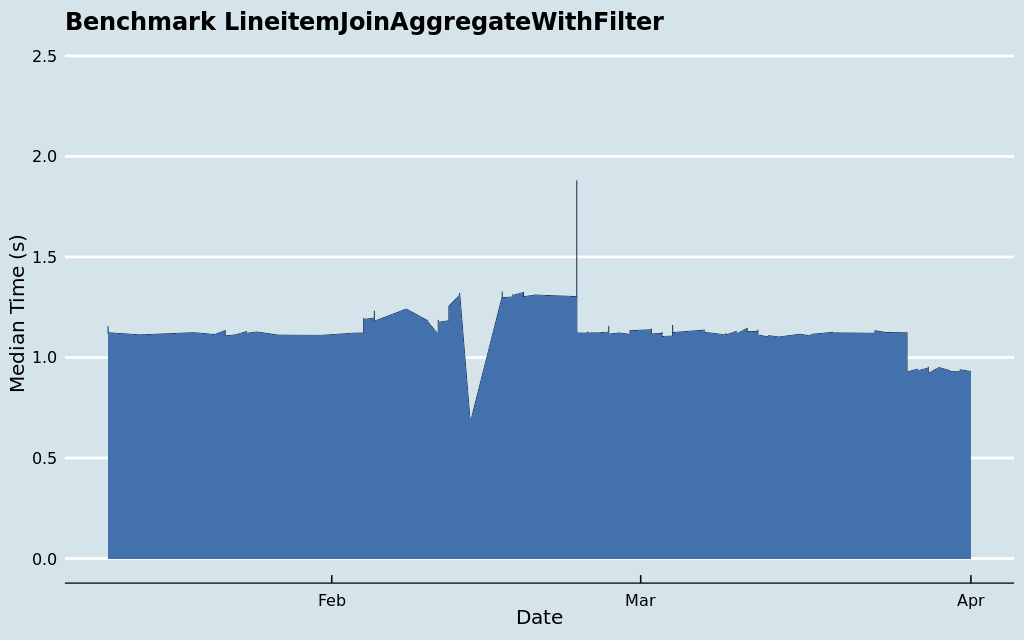 Benchmark LineitemJoinAggregateWithFilter
2.5
2.0
1.5
1.0
0.5
0.0
Median Time (s)
Feb
Mar
Apr
Date